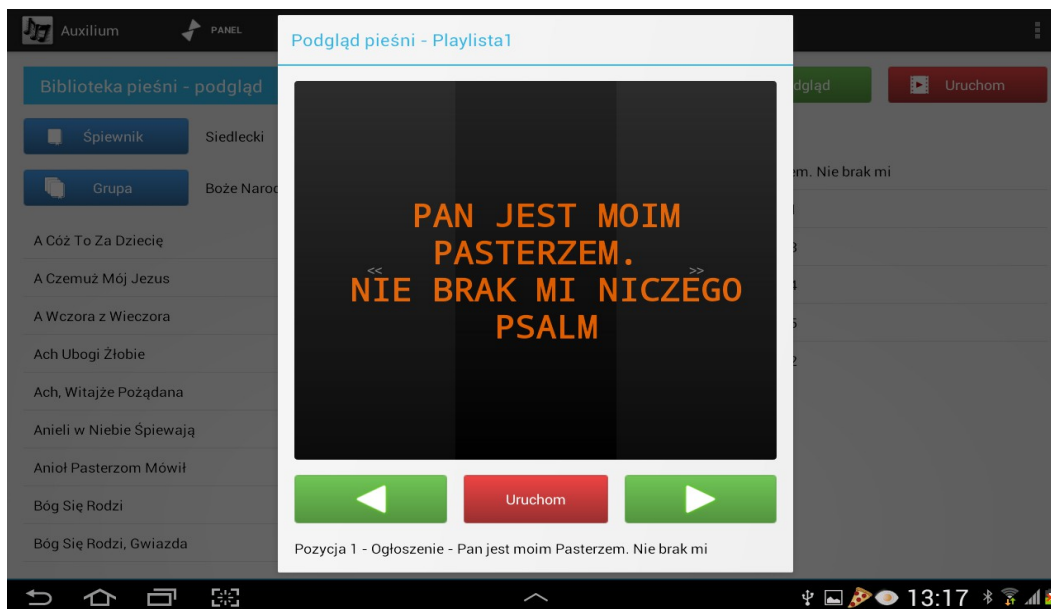 Auxilium
PANEL
Podgląd pieśni - Playlista1
Biblioteka pieśni - podgląd
dgląd
Uruchom
Śpiewnik
Siedlecki
Grupa
Boże Naroc
em. Nie brak mi
A Cóż To Za Dziecię
A Czemuż Mój Jezus
A Wczora z Wieczora
Ach Ubogi Żłobie
Ach, Witajże Pożądana
Anieli w Niebie Śpiewają
Anioł Pasterzom Mówił
Bóg Się Rodzi
Bóg Się Rodzi, Gwiazda
PAN JEST MOIM
PASTERZEM.
<< >>
NIE BRAK MI NICZEGO
PSALM
Uruchom
Pozycja 1 - Ogłoszenie - Pan jest moim Pasterzem. Nie brak mi
13:17